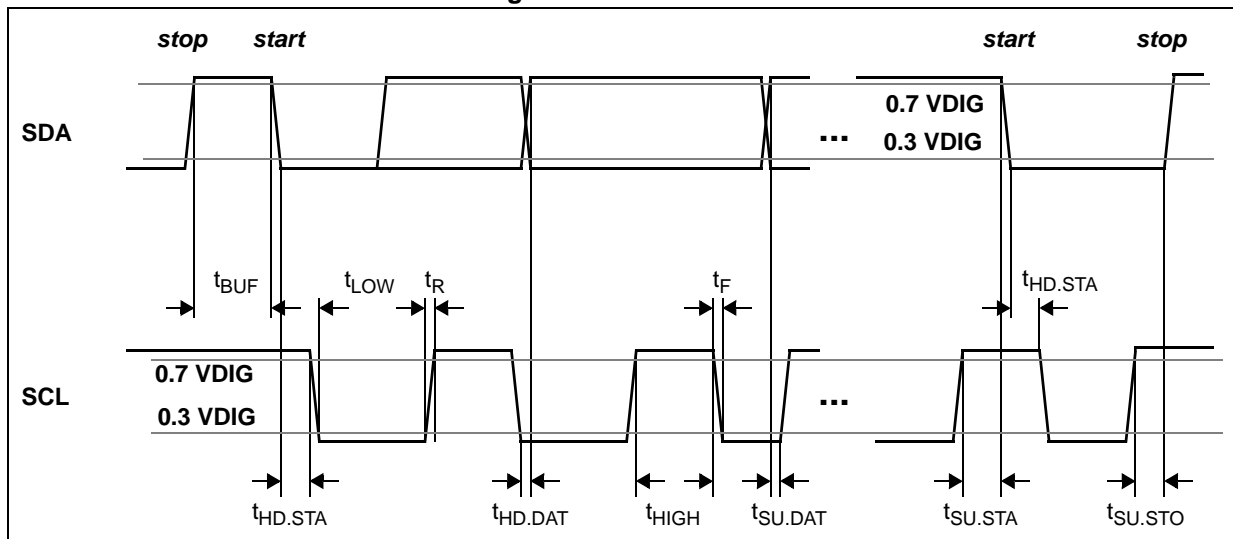 stop start start stop
SDA
0.7 VDIG
0.3 VDIG
...
tBUF tLOW tR tF tHD.STA
SCL
0.7 VDIG
0.3 VDIG
...
tHD.STA tHD.DAT tHIGH tSU.DAT tSU.STA tSU.STO